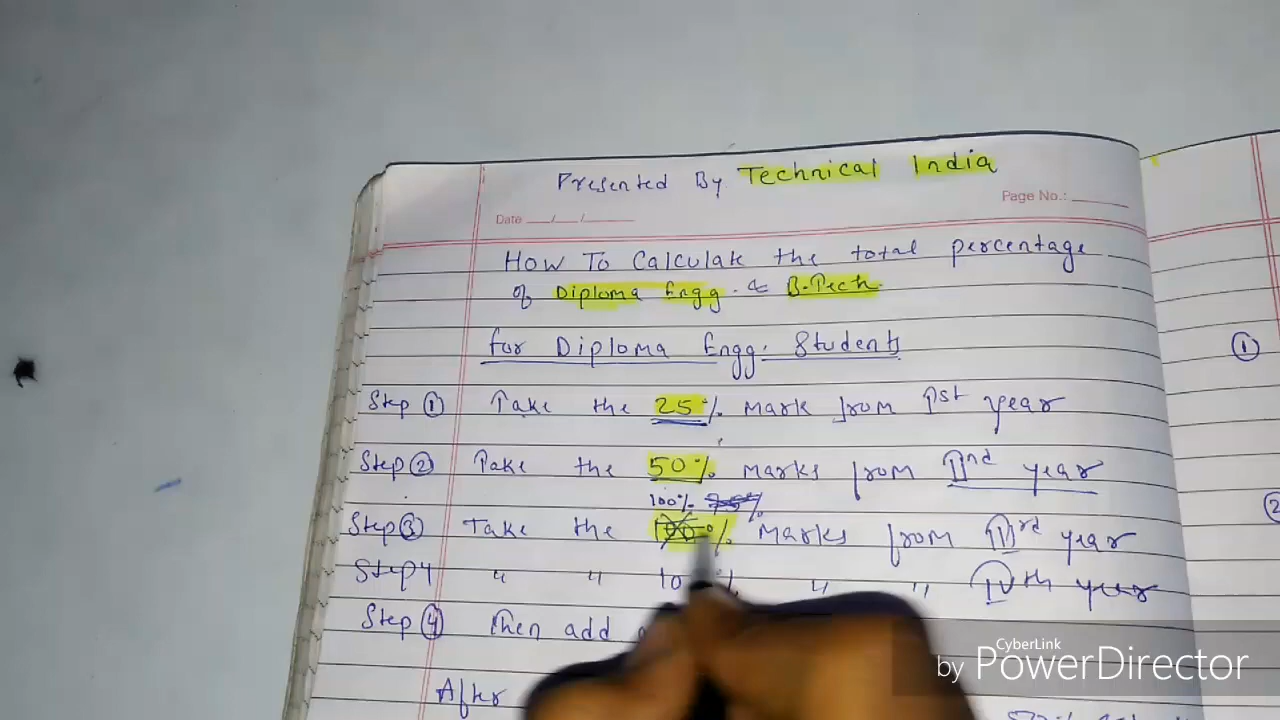 Presented By Technical India
Page No.:
Date
How To Calculate the total percentage
of Diploma Engg. & B.Tech.
for Diploma Engg. Students
Step 1 Take the 25% mark from Ist year
Step 2 Take the 50% marks from IInd year
100%
Step 3 Take the % marks from IIIrd year
Step 4 " " % " " IVth year
Step 4 Then add
After
1
2
CyberLink
by PowerDirector